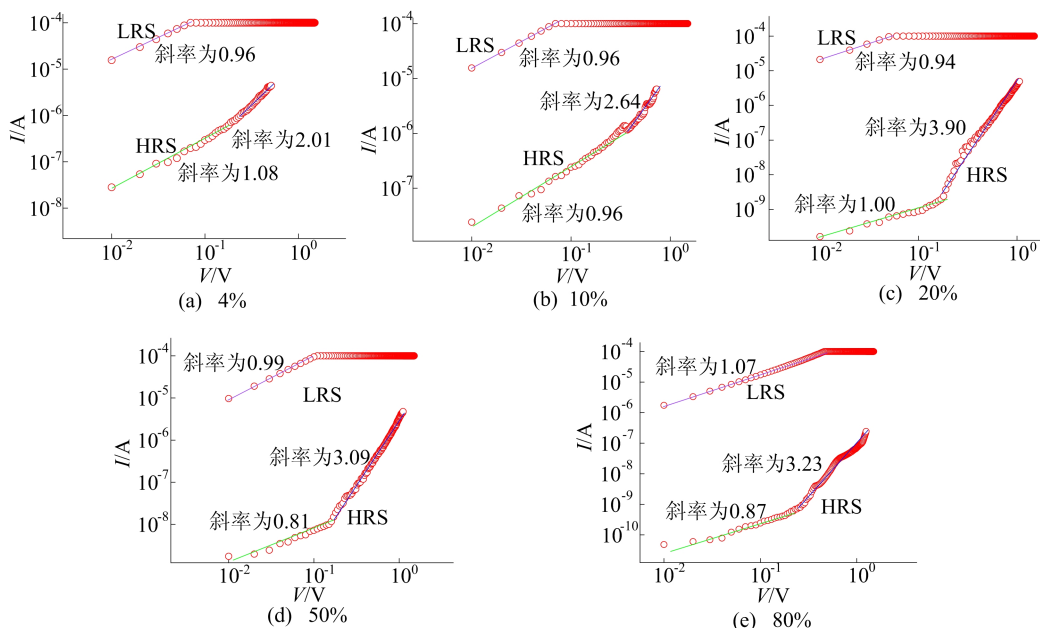 10⁻⁴
10⁻⁵
10⁻⁶
10⁻⁷
10⁻⁸
I/A
LRS
斜率为0.96
HRS
斜率为2.01
斜率为1.08
10⁻² 10⁻¹ 10⁰
V/V
(a) 4%
10⁻⁴
10⁻⁵
10⁻⁶
10⁻⁷
I/A
LRS
斜率为0.96
斜率为2.64
HRS
斜率为0.96
10⁻² 10⁻¹ 10⁰
V/V
(b) 10%
10⁻⁴
10⁻⁵
10⁻⁶
10⁻⁷
10⁻⁸
10⁻⁹
I/A
LRS
斜率为0.94
斜率为3.90
HRS
斜率为1.00
10⁻² 10⁻¹ 10⁰
V/V
(c) 20%
10⁻⁴
10⁻⁵
10⁻⁶
10⁻⁷
10⁻⁸
I/A
斜率为0.99
LRS
斜率为3.09
斜率为0.81
HRS
10⁻² 10⁻¹ 10⁰
V/V
(d) 50%
10⁻⁴
10⁻⁵
10⁻⁶
10⁻⁷
10⁻⁸
10⁻⁹
10⁻¹⁰
I/A
斜率为1.07
LRS
斜率为3.23
斜率为0.87
HRS
10⁻² 10⁻¹ 10⁰
V/V
(e) 80%